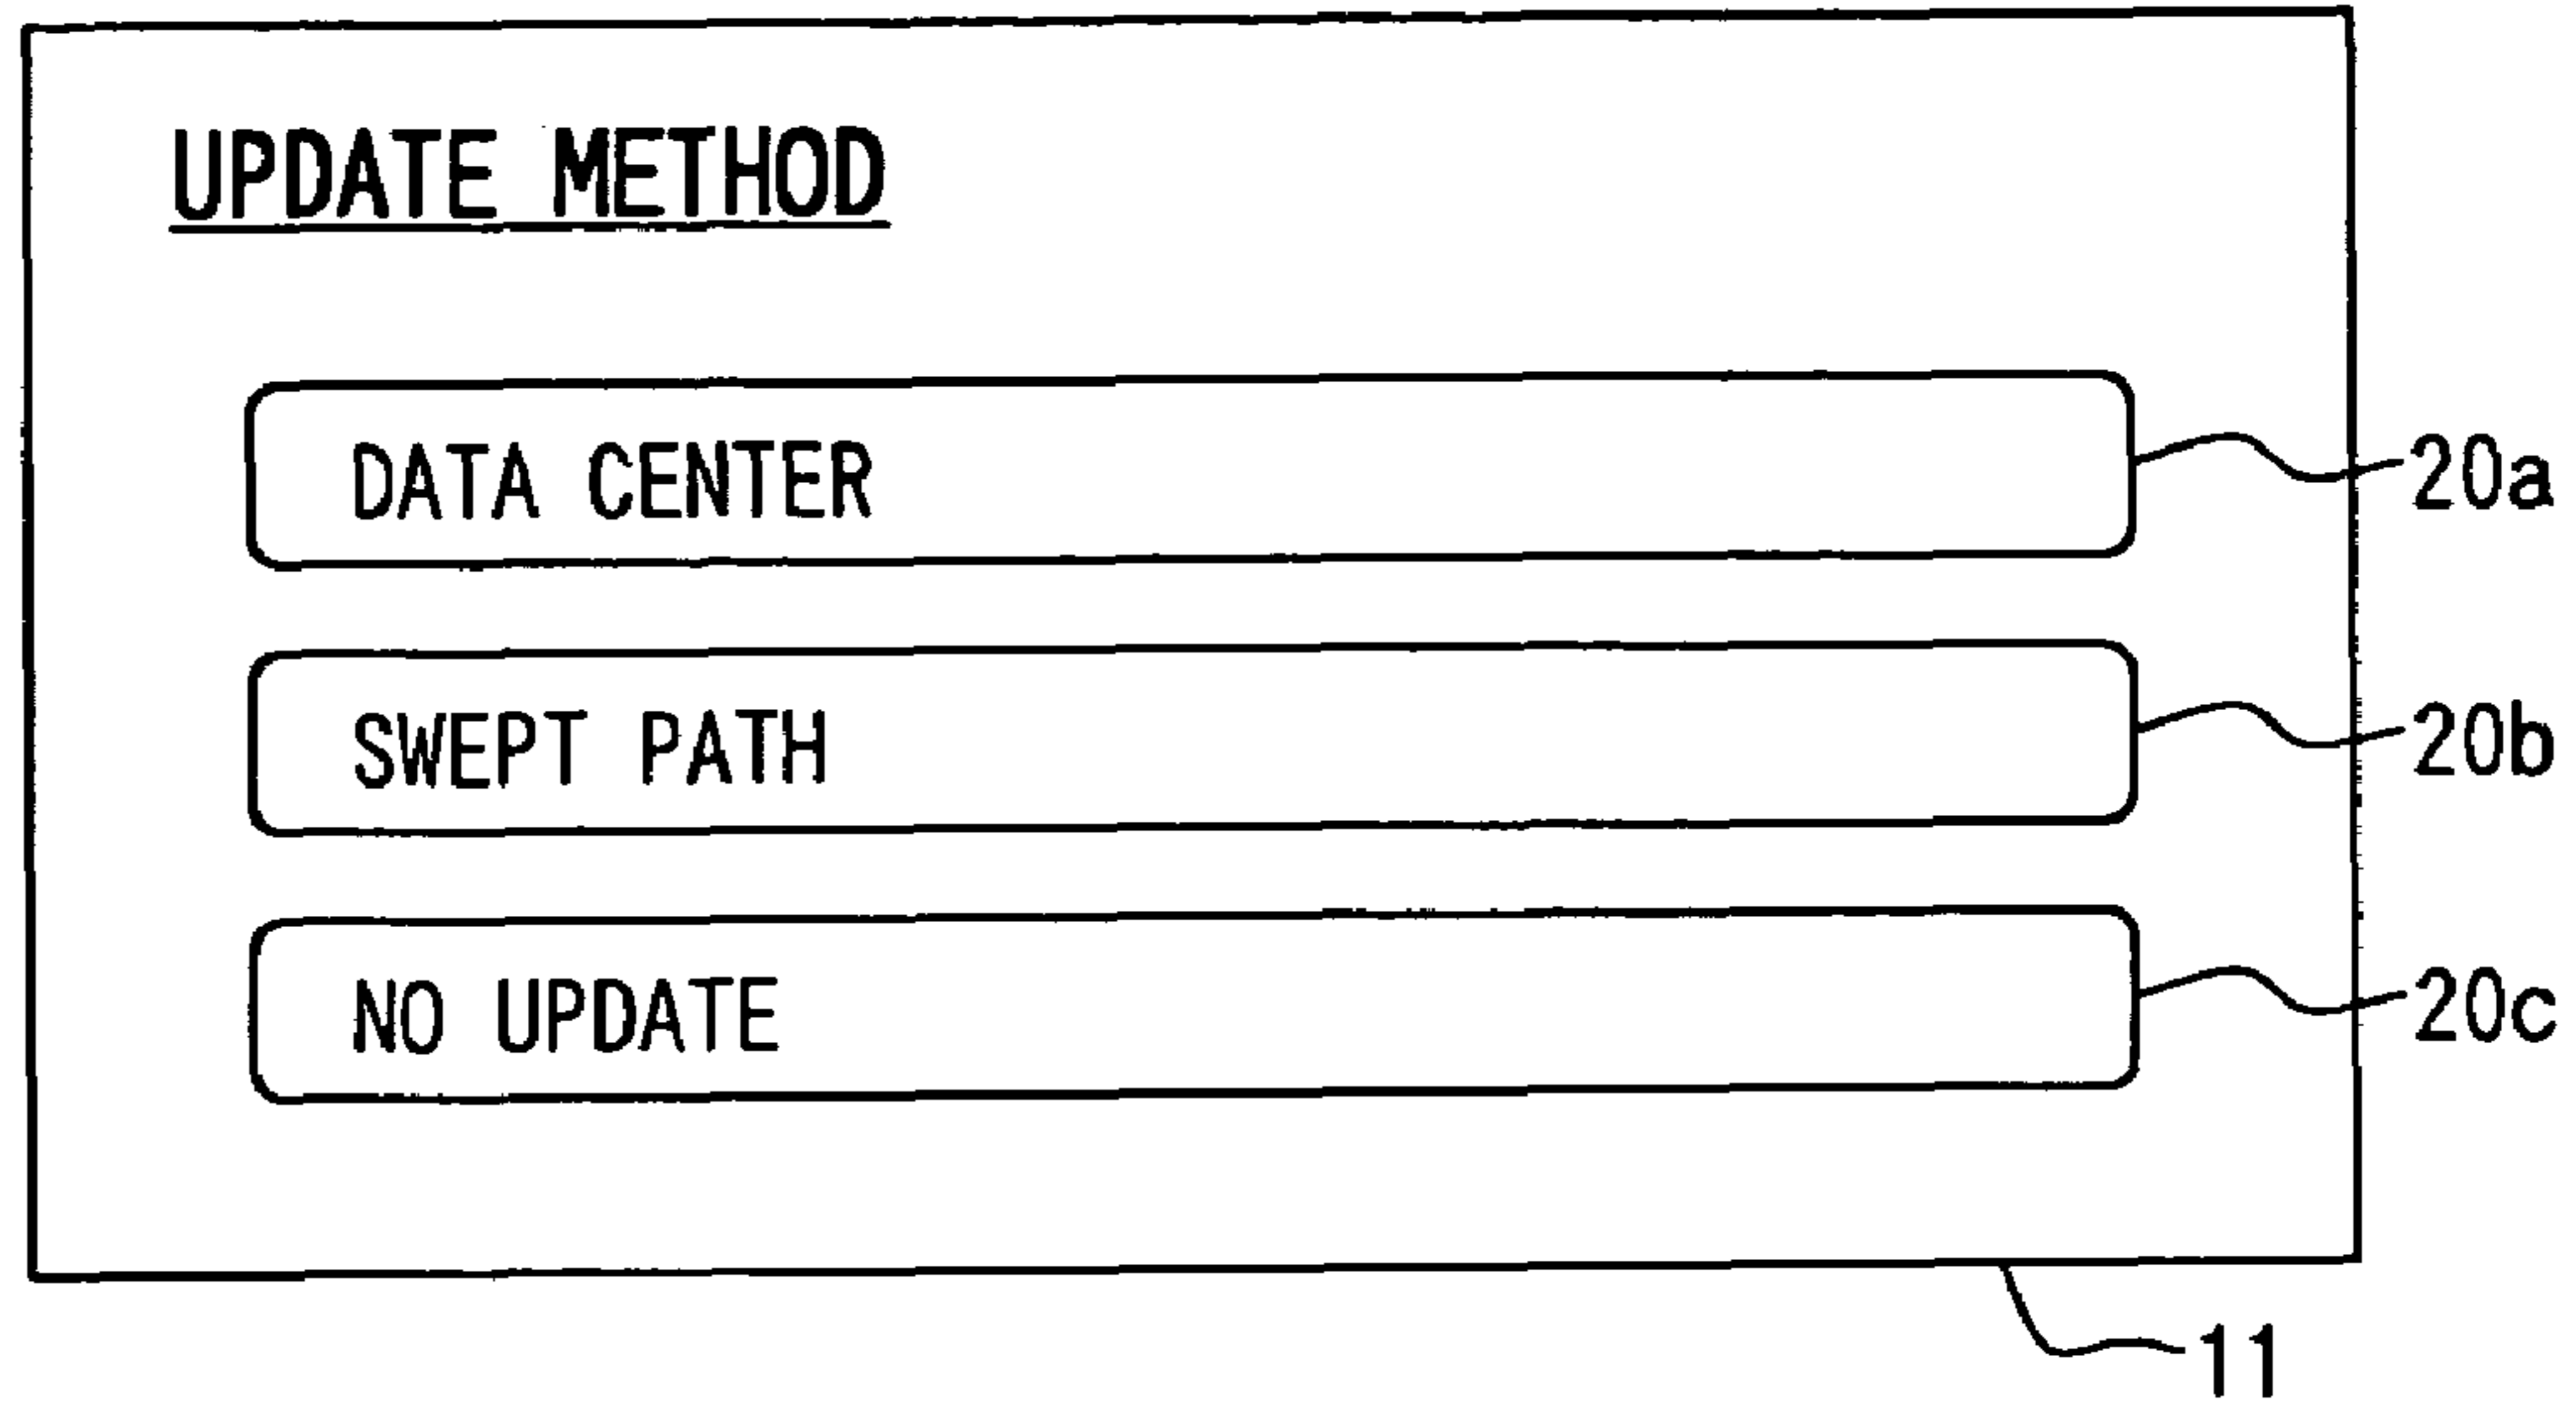 UPDATE METHOD
DATA CENTER
20a
SWEPT PATH
20b
NO UPDATE
20c
11